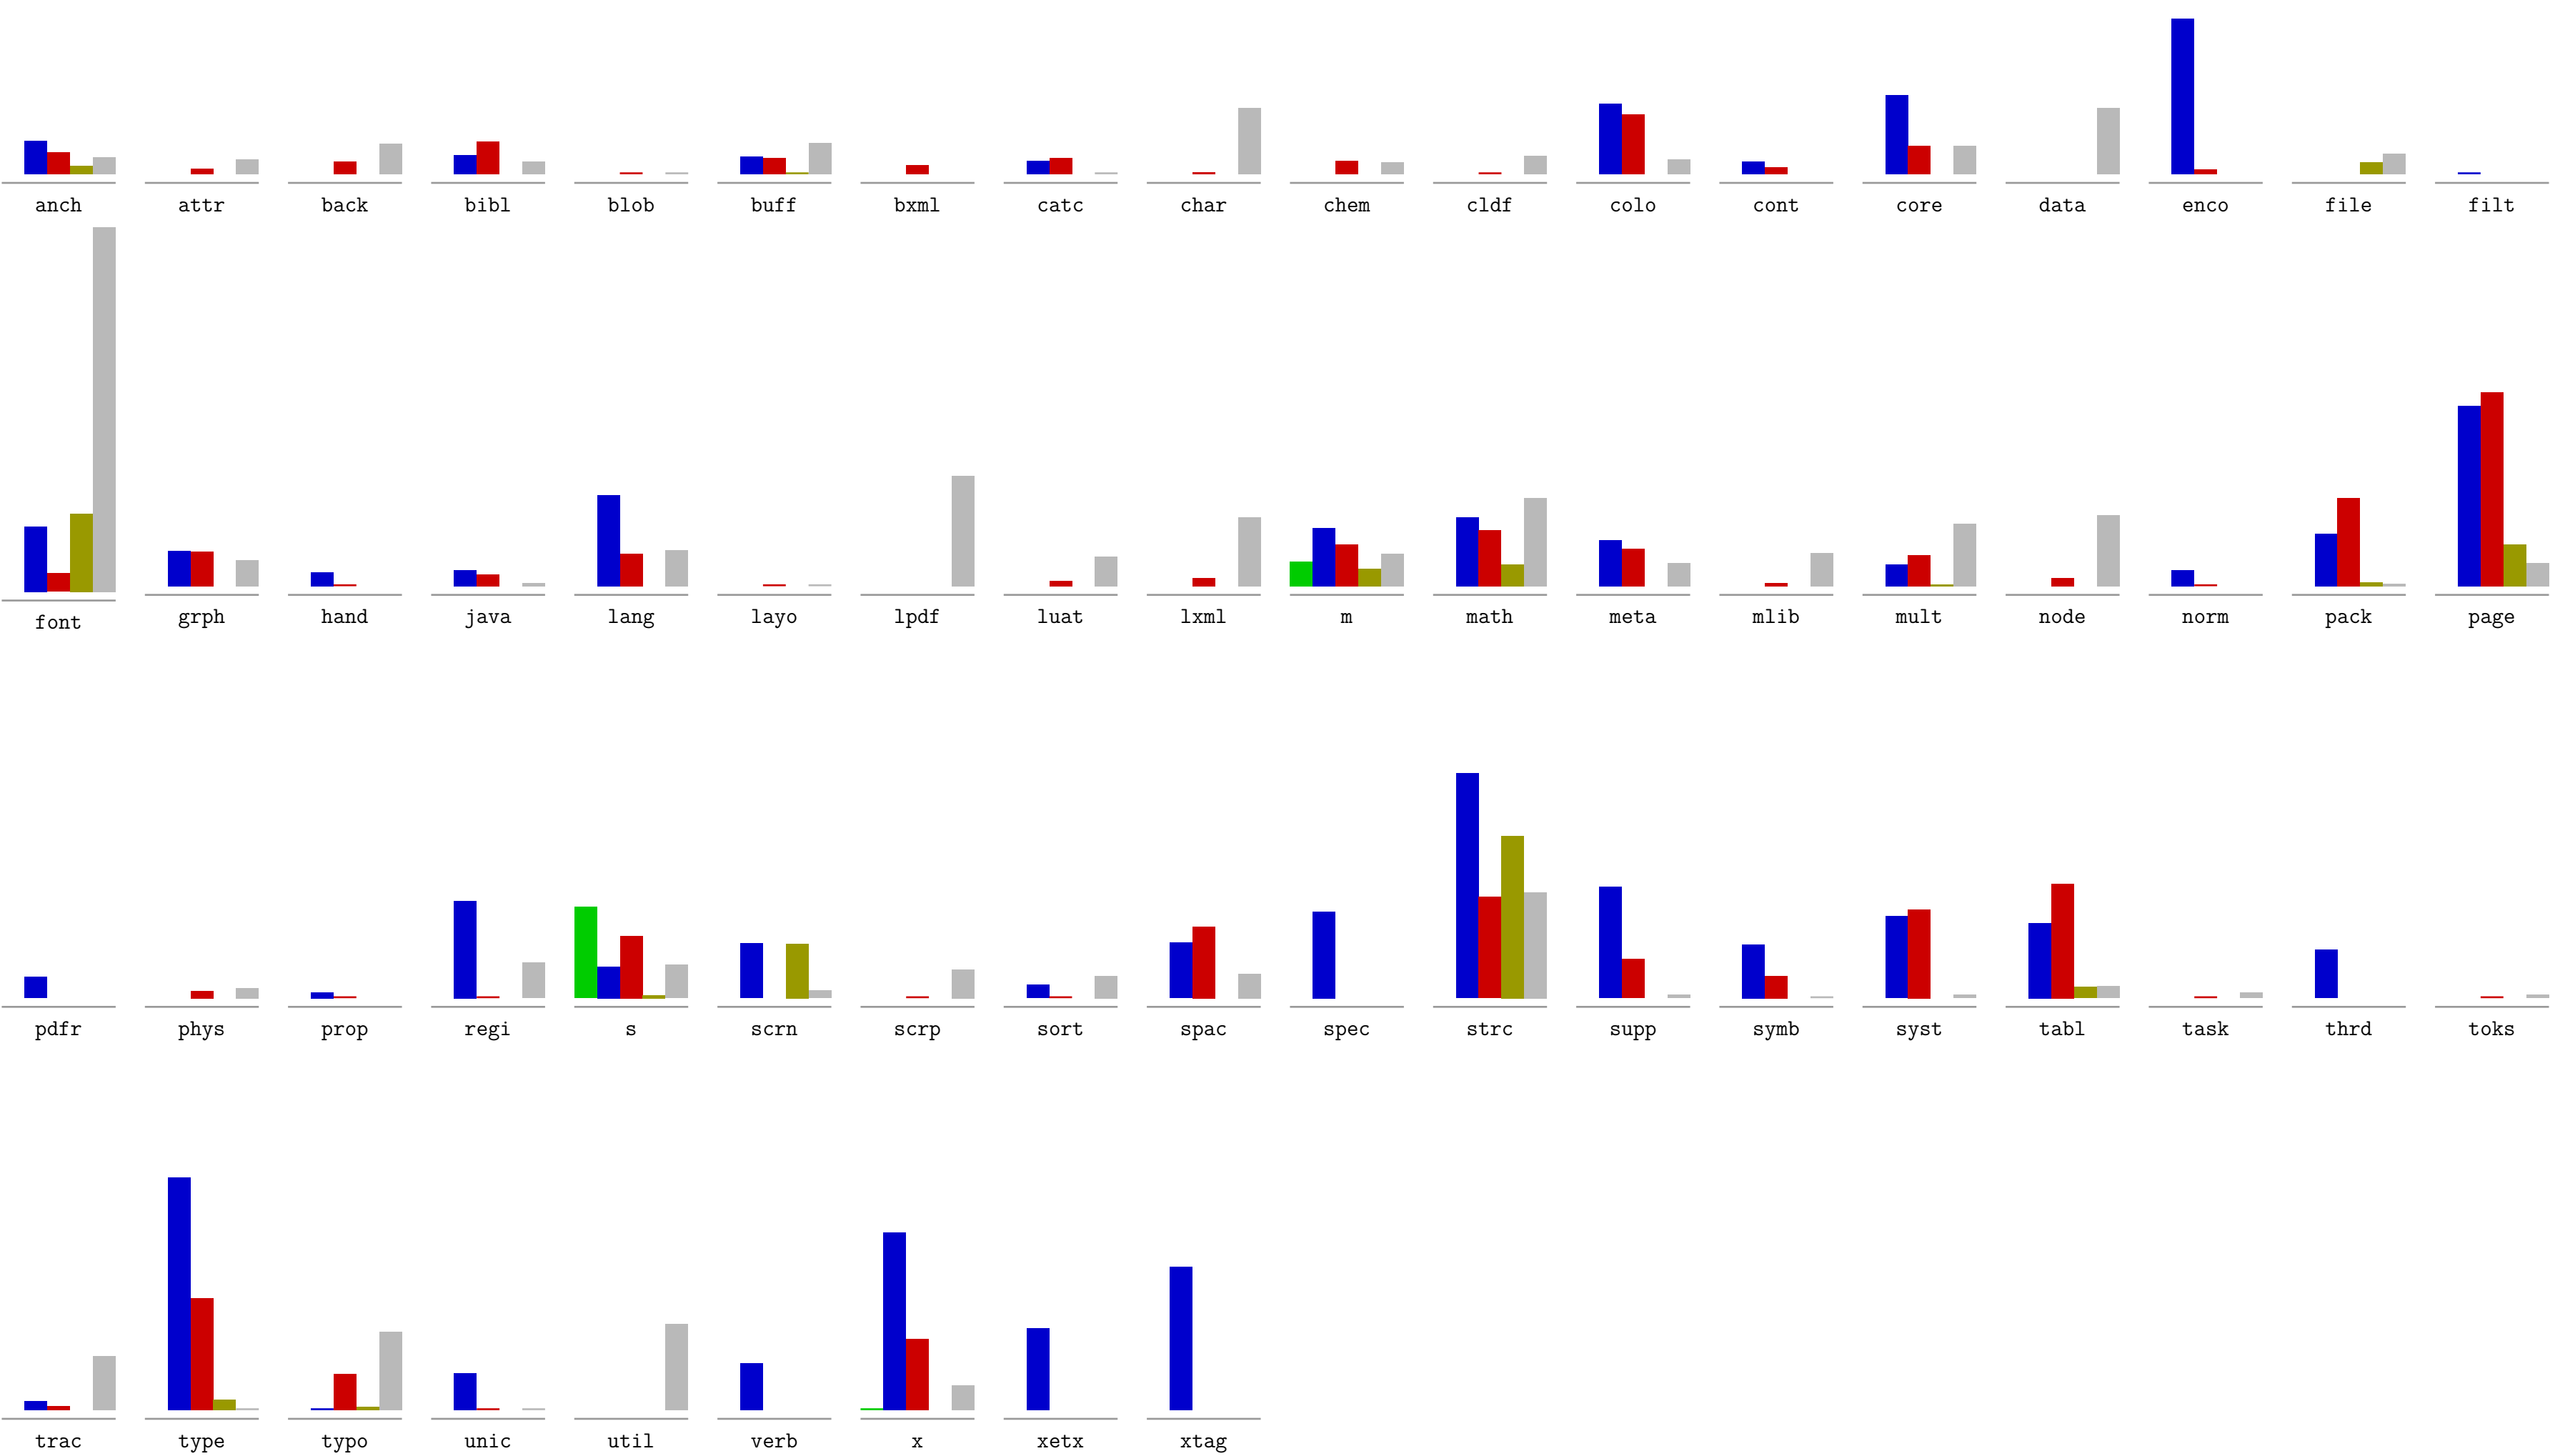 anch attr back bibl blob buff bxml catc char chem cldf colo cont core data enco file filt
font grph hand java lang layo lpdf luat lxml m math meta mlib mult node norm pack page
pdfr phys prop regi s scrn scrp sort spac spec strc supp symb syst tabl task thrd toks
trac type typo unic util verb x xetx xtag